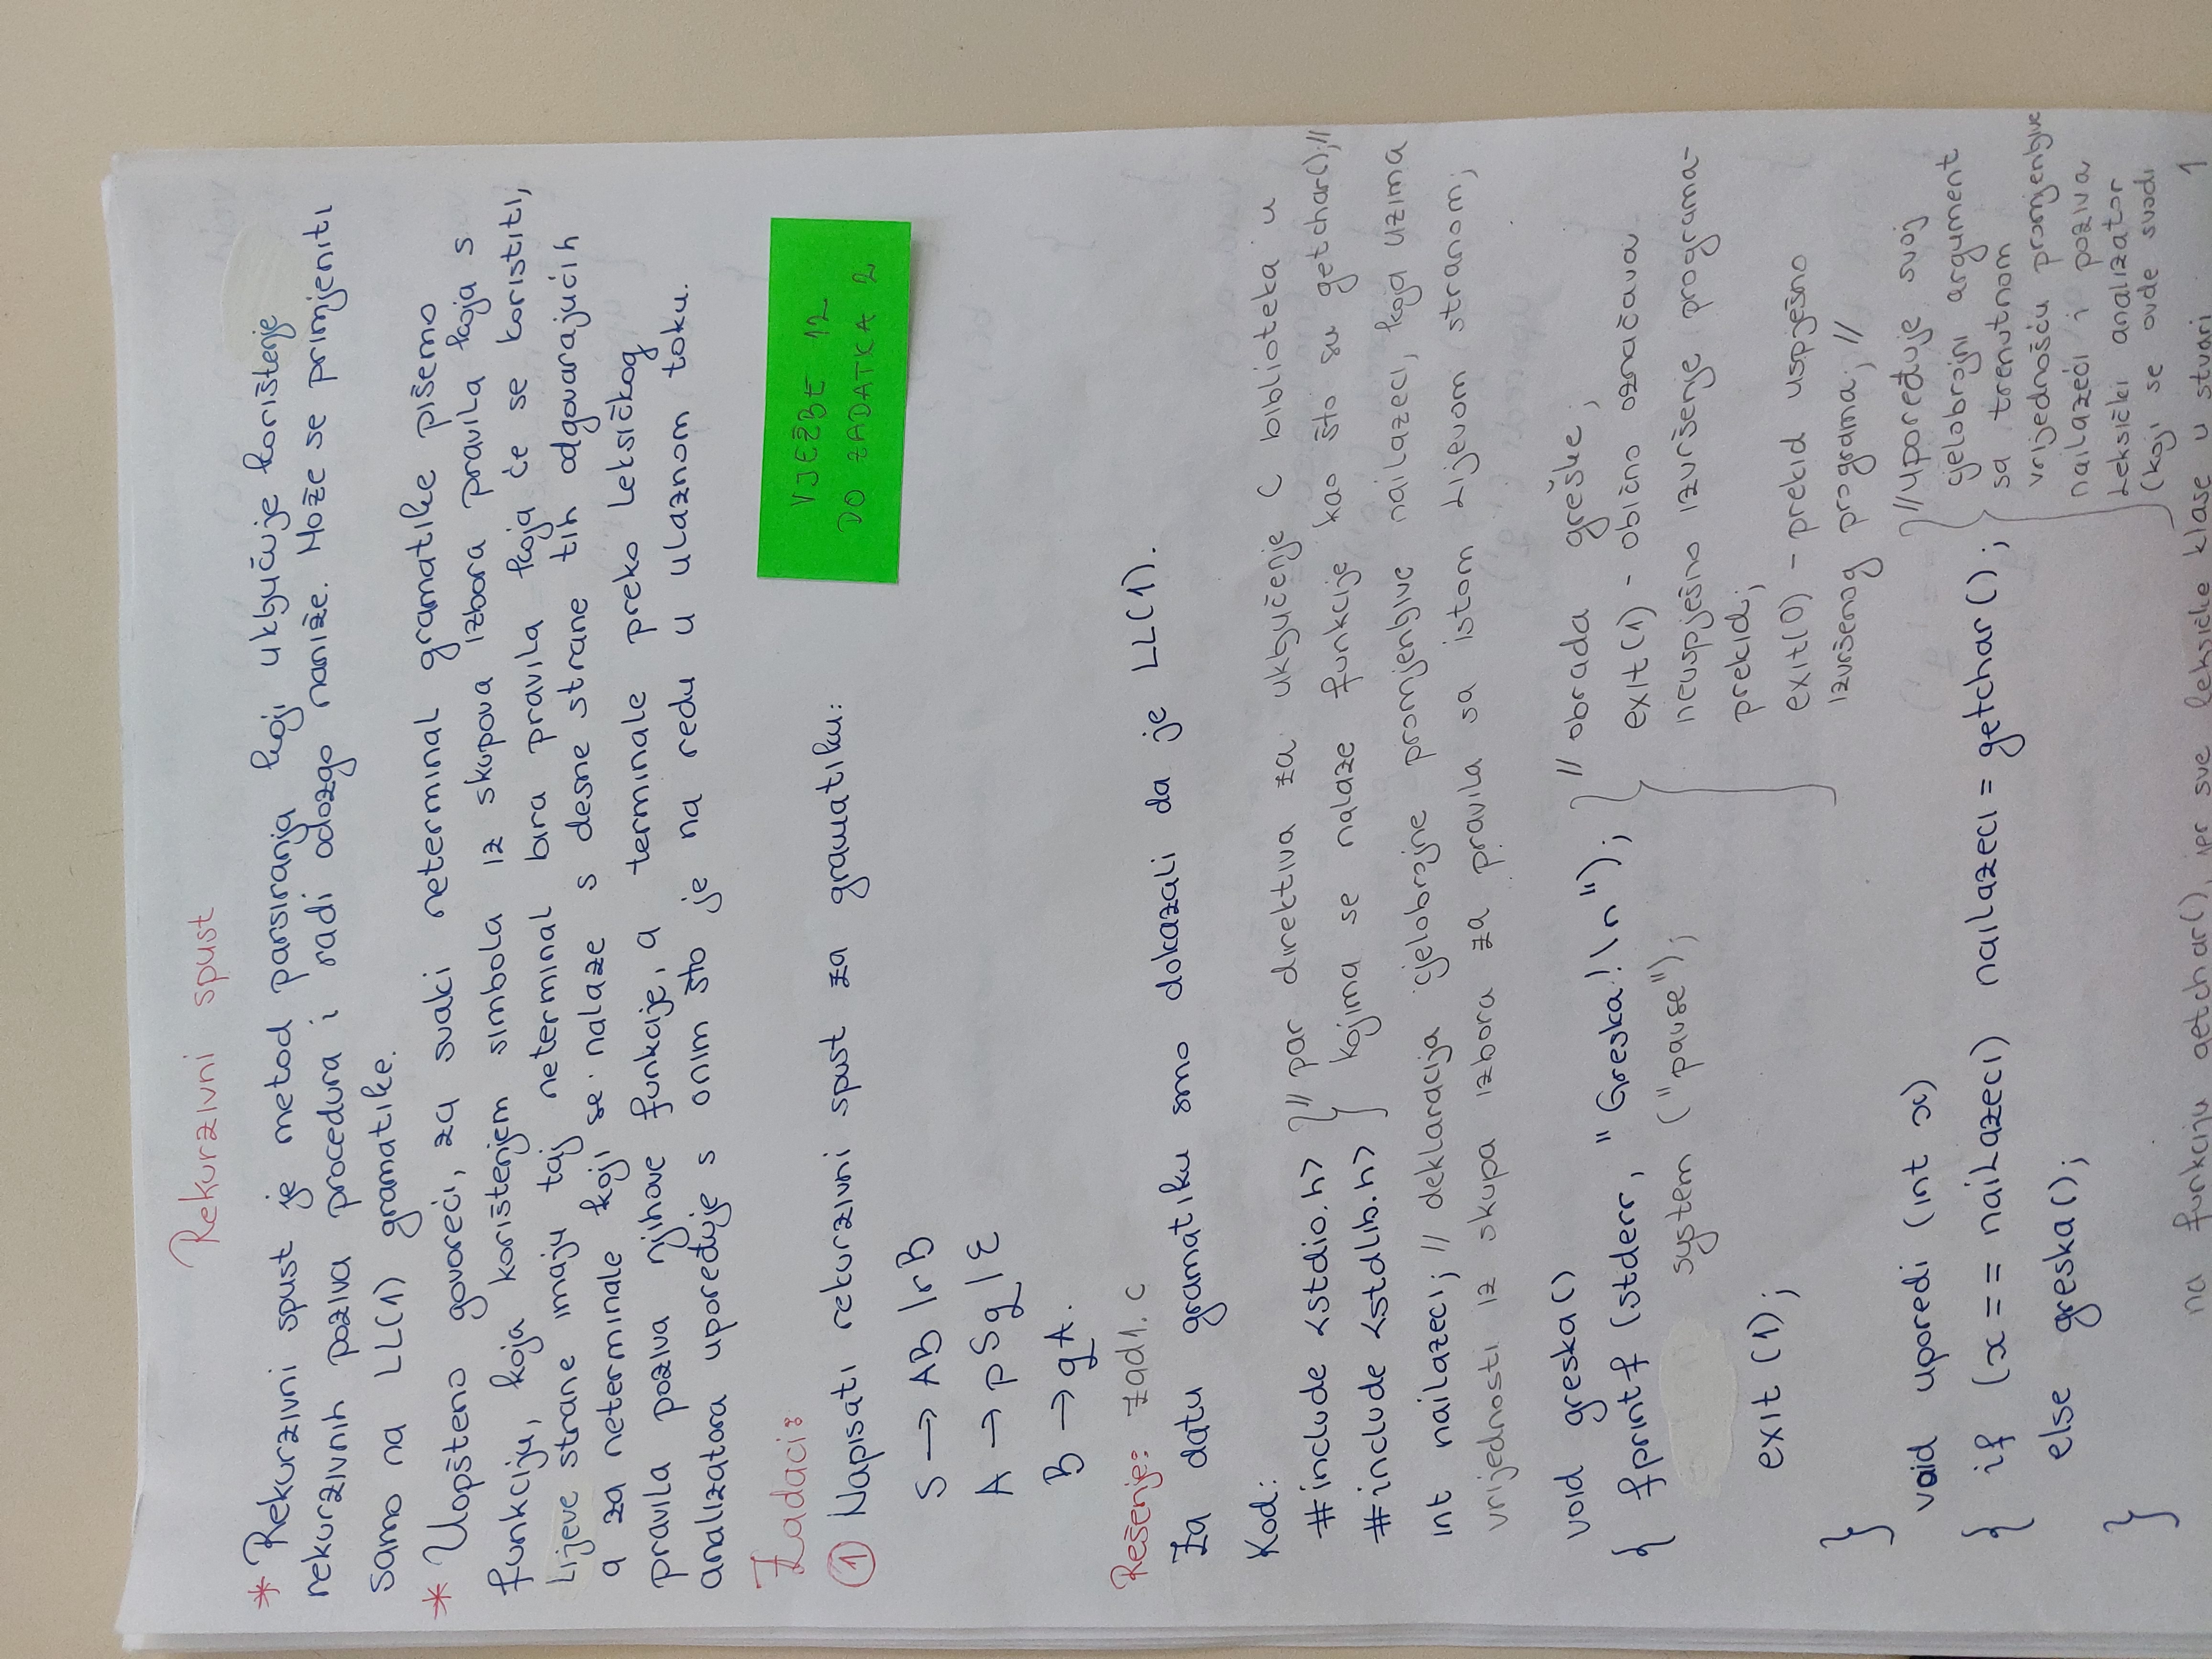 Rekurzivni spust
* Rekurzivni spust je metod parsiranja koji uključuje korištenje
rekurzivnih poziva procedura i radi odozgo naniže. Može se primjeniti
samo na LL(1) gramatike.
* Uopšteno govoreći, za svaki neterminal gramatike pišemo
funkciju, koja korištenjem simbola iz skupova izbora pravila koja s
lijeve strane imaju taj neterminal bira pravila koja će se koristiti,
a za neterminale koji se nalaze s desne strane tih odgovarajućih
pravila poziva njihove funkcije, a terminale preko leksičkog
analizatora upoređuje s onim što je na redu u ulaznom toku.
Zadaci:
VJEŽBE 12
DO ZADATKA 2
① Napisati rekurzivni spust za gramatiku:
S → AB | rB
A → pSq | ε
B → qA.
Rešenje: zad1.c
Za datu gramatiku smo dokazali da je LL(1).
Kod:
#include <stdio.h> } // par direktiva za uključenje C biblioteka u
#include <stdlib.h> kojima se nalaze funkcije kao što su getchar();//
int nailazeci; // deklaracija cjelobrojne promjenljive nailazeci, koja uzima
vrijednosti iz skupa izbora za pravila sa istom lijevom stranom;
void greska() // obrada greške;
{ fprintf (stderr, "Greska!\n"); exit(1) - obično označava
system ("pause"); neuspješno izvršenje programa-
prekid;
exit (1); exit(0) - prekid uspješno
} izvršenog programa; //
void uporedi (int x) //upoređuje svoj
cjelobrojni argument
{ if (x == nailazeci) nailazeci = getchar(); sa trenutnom
vrijednošću promjenljive
else greska(); nailazeći i poziva
leksički analizator
} (koji se ovde svodi
na funkciju getchar(), jer sve leksičke klase u stvari 1